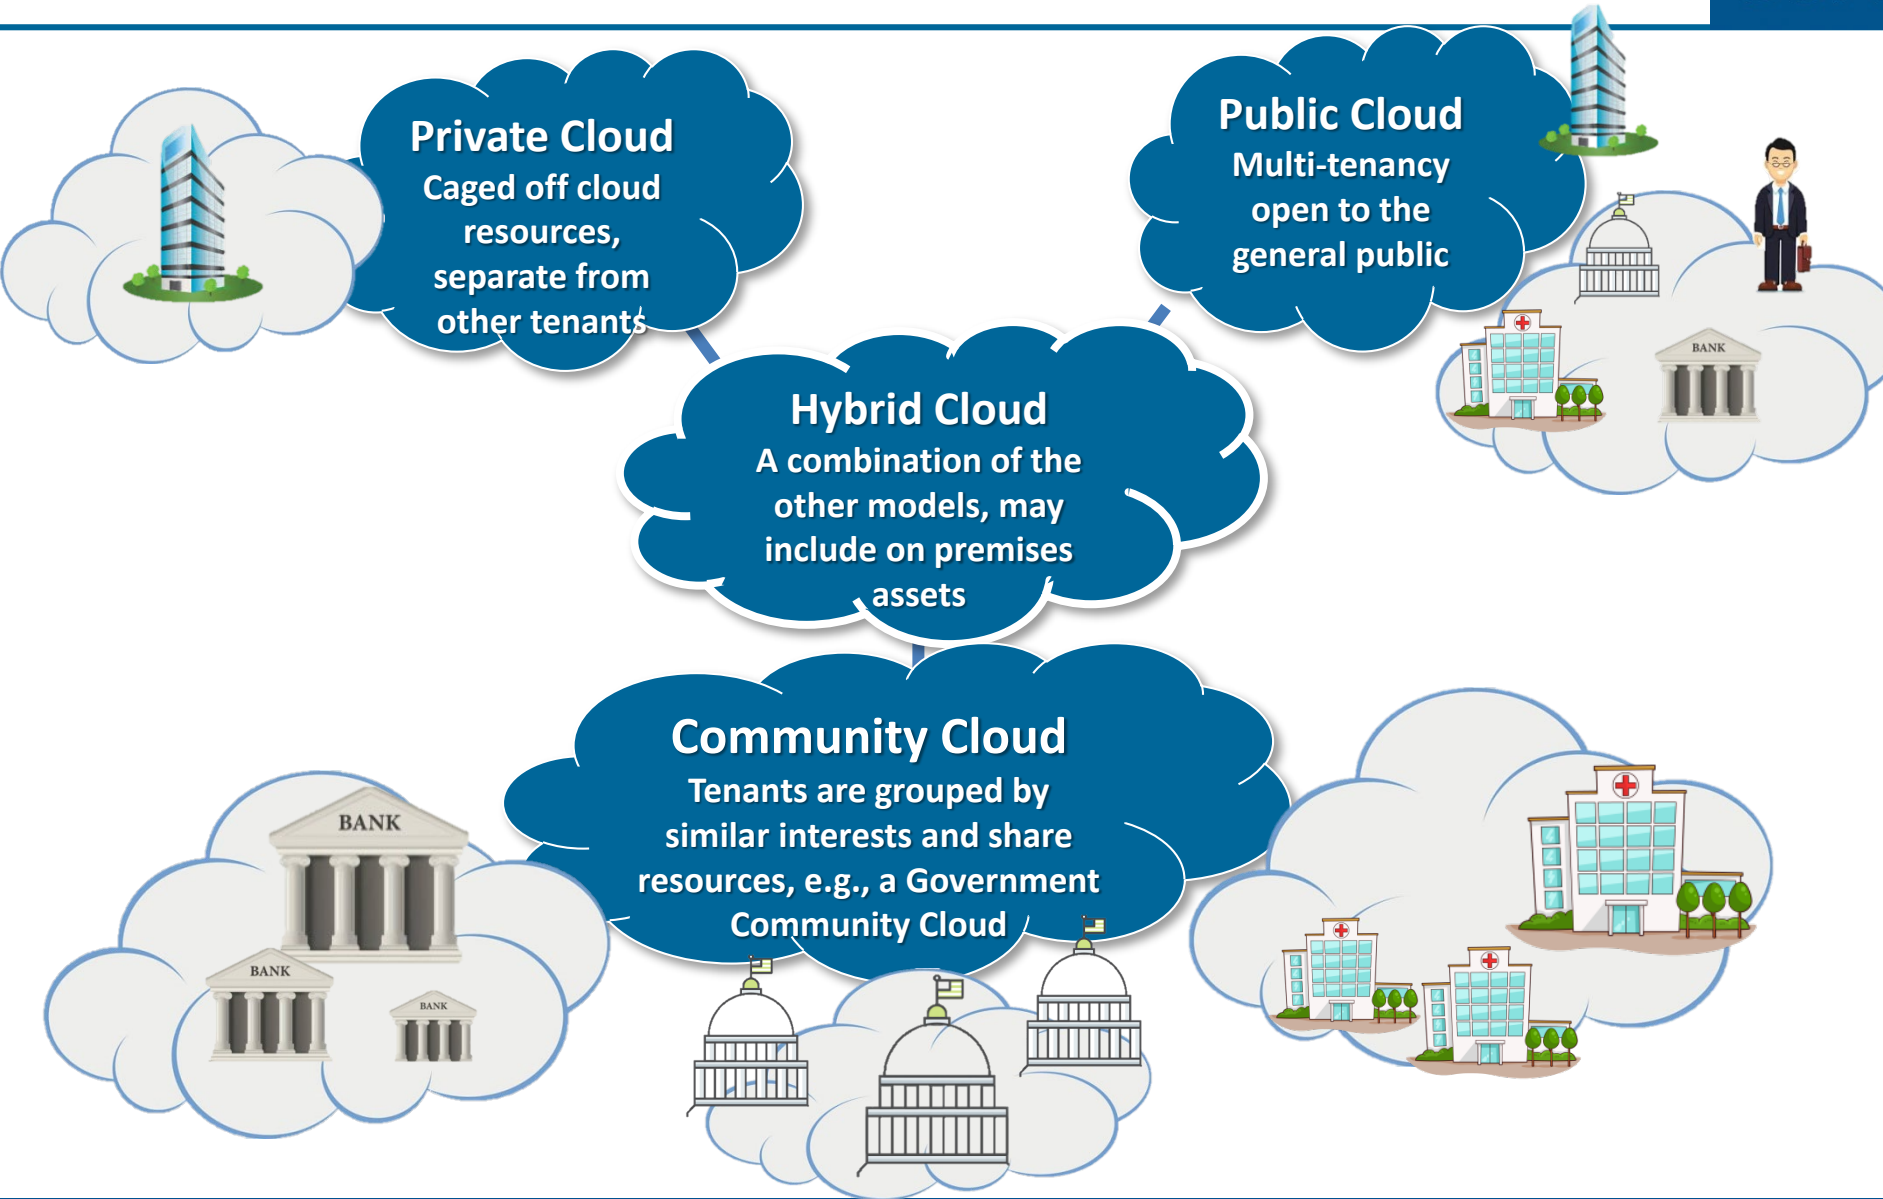 Private Cloud
Caged off cloud
resources,
separate from
other tenants
Public Cloud
Multi-tenancy
open to the
general public
BANK
Hybrid Cloud
A combination of the
other models, may
include on premises
assets
Community Cloud
Tenants are grouped by
similar interests and share
resources, e.g., a Government
Community Cloud
BANK
BANK
BANK